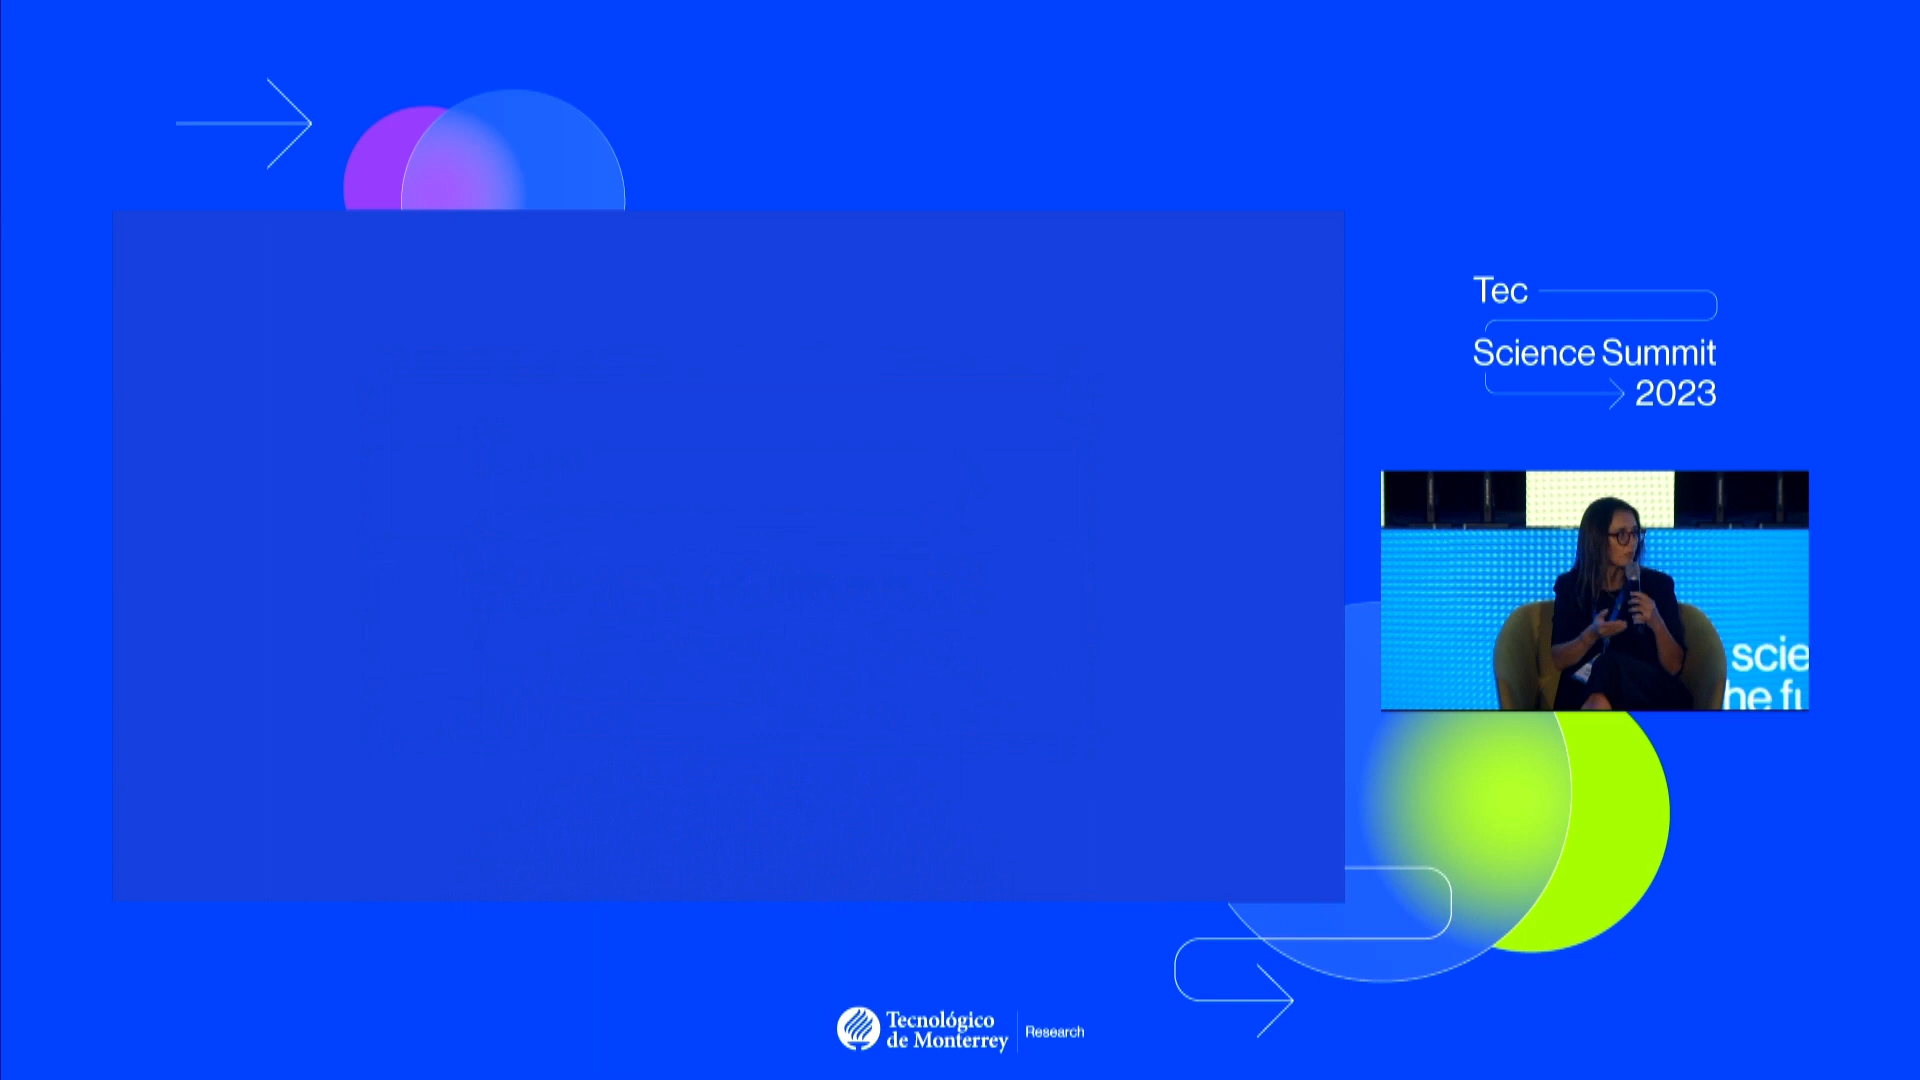 Tec
Science Summit
2023
scie
he fu
Tecnológico
de Monterrey
Research